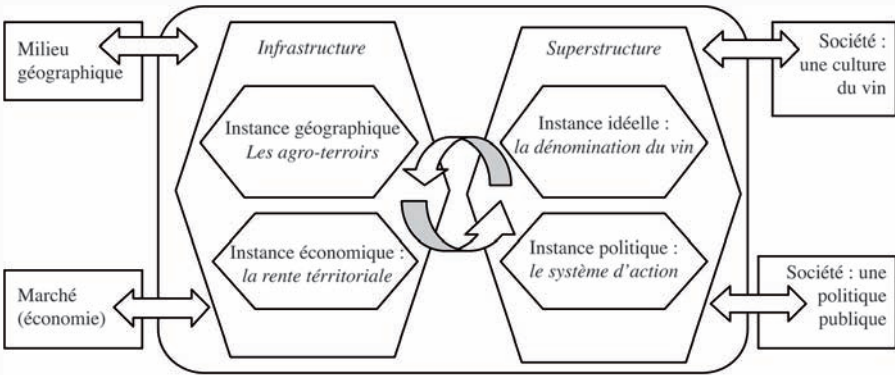 Milieu
géographique
Infrastructure
Superstructure
Société :
une culture
du vin
Instance géographique
Les agro-terroirs
Instance idéelle :
la dénomination du vin
Instance économique :
la rente térritoriale
Instance politique :
le système d’action
Marché
(économie)
Société : une
politique
publique